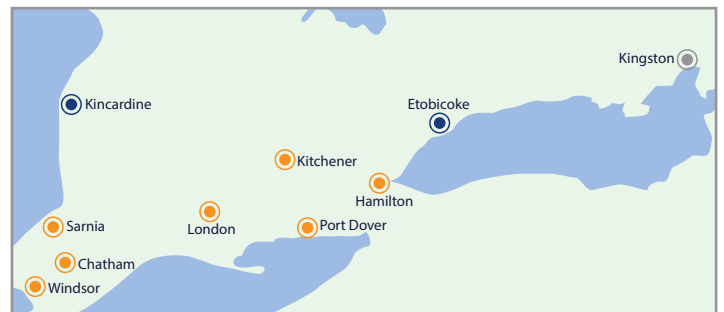 Kingston
Kincardine
Etobicoke
Kitchener
Hamilton
London
Port Dover
Sarnia
Chatham
Windsor